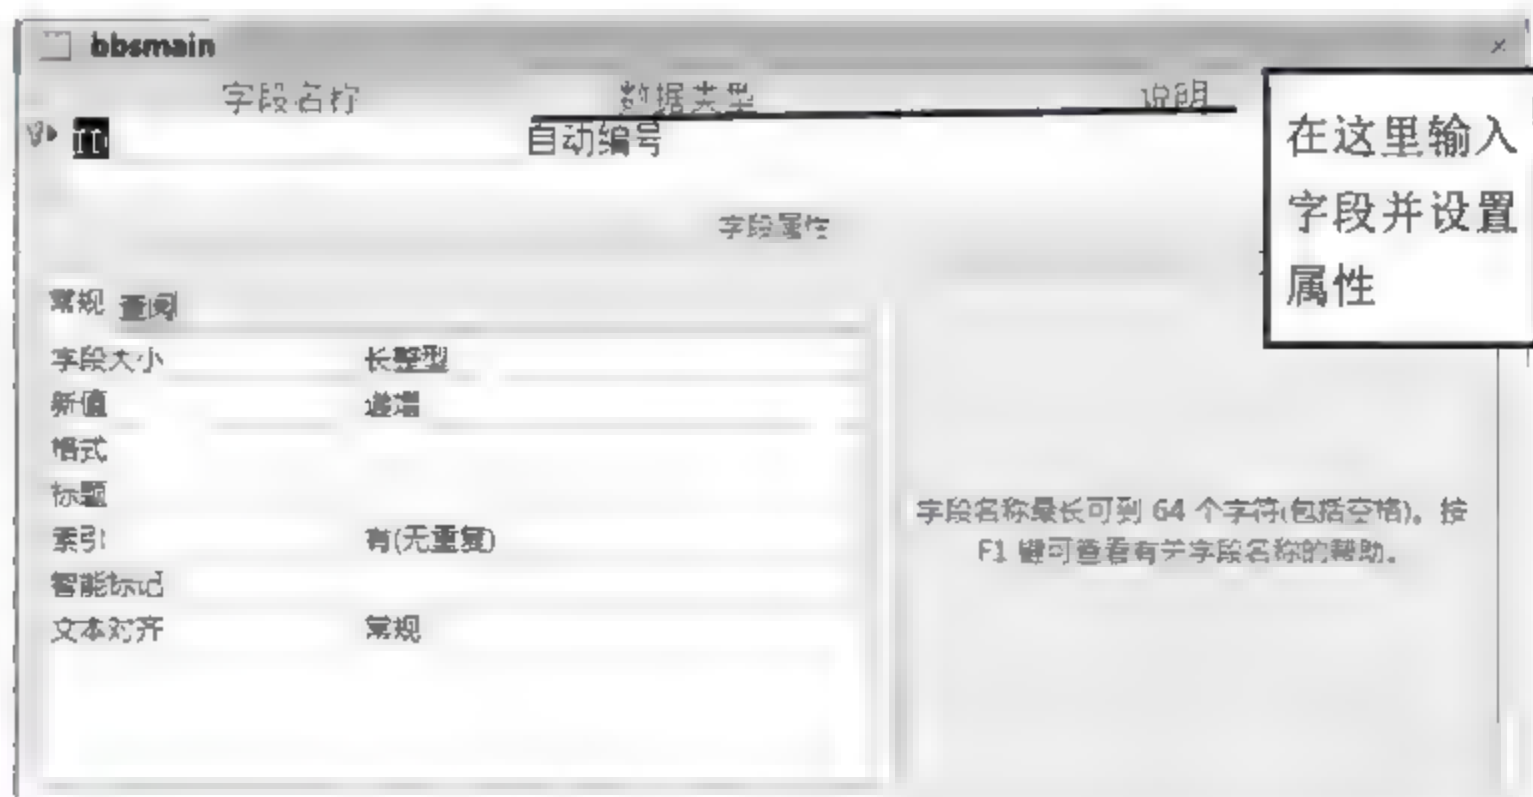 bbsmain
字段名称 数据类型 说明
ID 自动编号
在这里输入
字段并设置
属性
字段属性
常规 查阅
字段大小 长整型
新值 递增
格式
标题
索引 有(无重复)
智能标记
文本对齐 常规
字段名称最长可到 64 个字符(包括空格)。按
F1 键可查看有关字段名称的帮助。